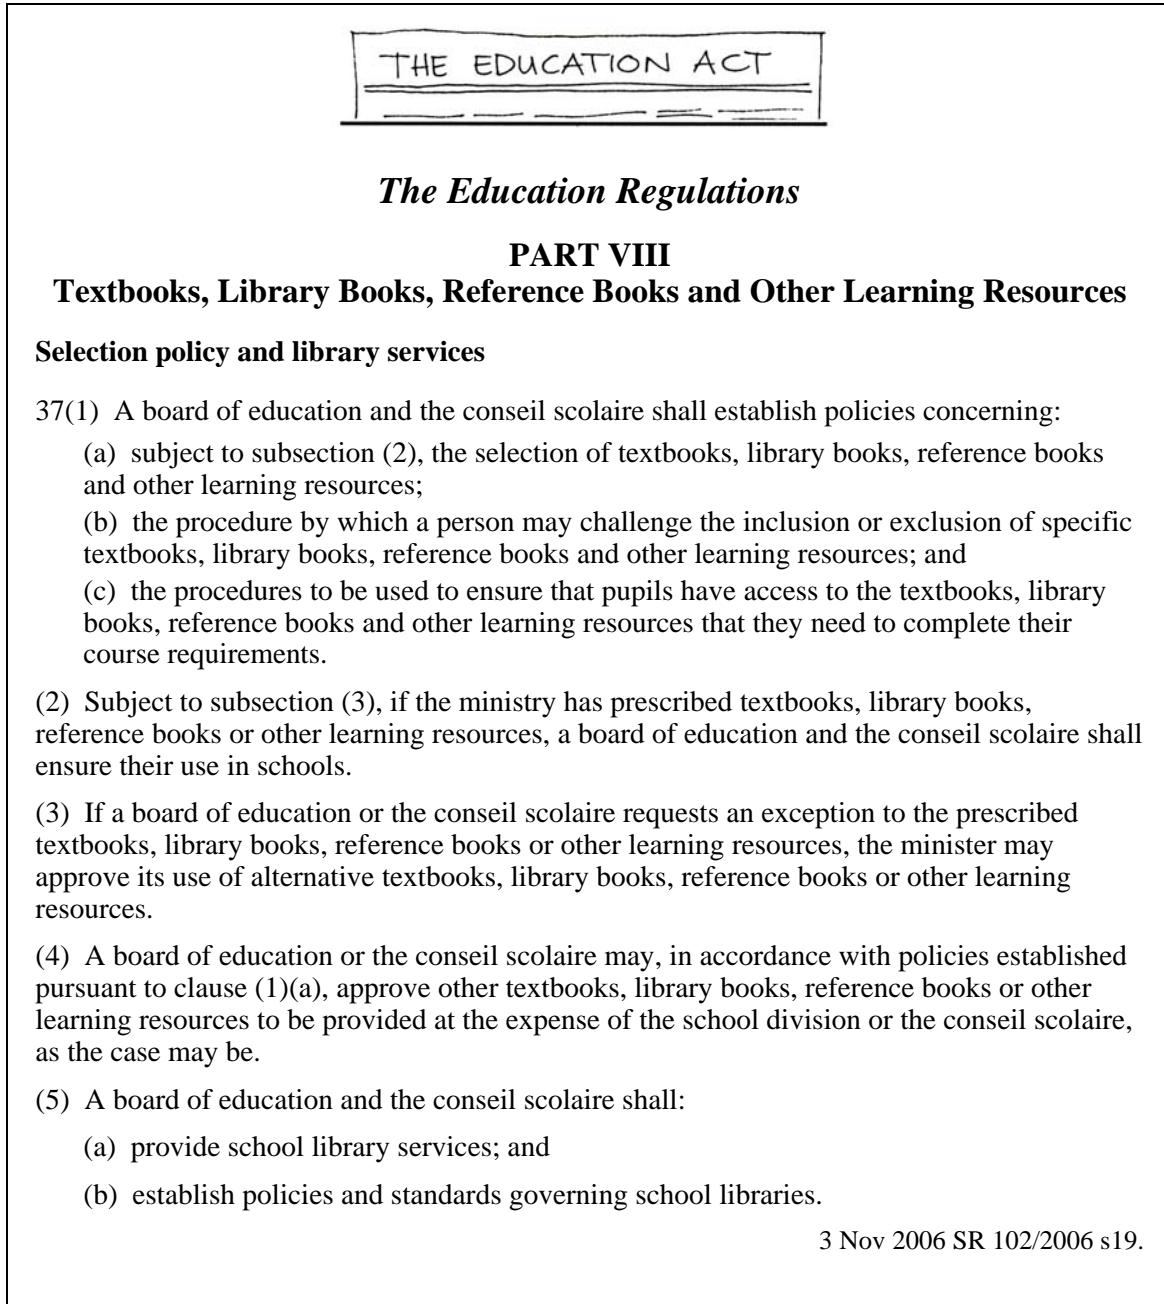 THE EDUCATION ACT
The Education Regulations
PART VIII
Textbooks, Library Books, Reference Books and Other Learning Resources
Selection policy and library services
37(1) A board of education and the conseil scolaire shall establish policies concerning:
(a) subject to subsection (2), the selection of textbooks, library books, reference books
and other learning resources;
(b) the procedure by which a person may challenge the inclusion or exclusion of specific
textbooks, library books, reference books and other learning resources; and
(c) the procedures to be used to ensure that pupils have access to the textbooks, library
books, reference books and other learning resources that they need to complete their
course requirements.
(2) Subject to subsection (3), if the ministry has prescribed textbooks, library books,
reference books or other learning resources, a board of education and the conseil scolaire shall
ensure their use in schools.
(3) If a board of education or the conseil scolaire requests an exception to the prescribed
textbooks, library books, reference books or other learning resources, the minister may
approve its use of alternative textbooks, library books, reference books or other learning
resources.
(4) A board of education or the conseil scolaire may, in accordance with policies established
pursuant to clause (1)(a), approve other textbooks, library books, reference books or other
learning resources to be provided at the expense of the school division or the conseil scolaire,
as the case may be.
(5) A board of education and the conseil scolaire shall:
(a) provide school library services; and
(b) establish policies and standards governing school libraries.
3 Nov 2006 SR 102/2006 s19.